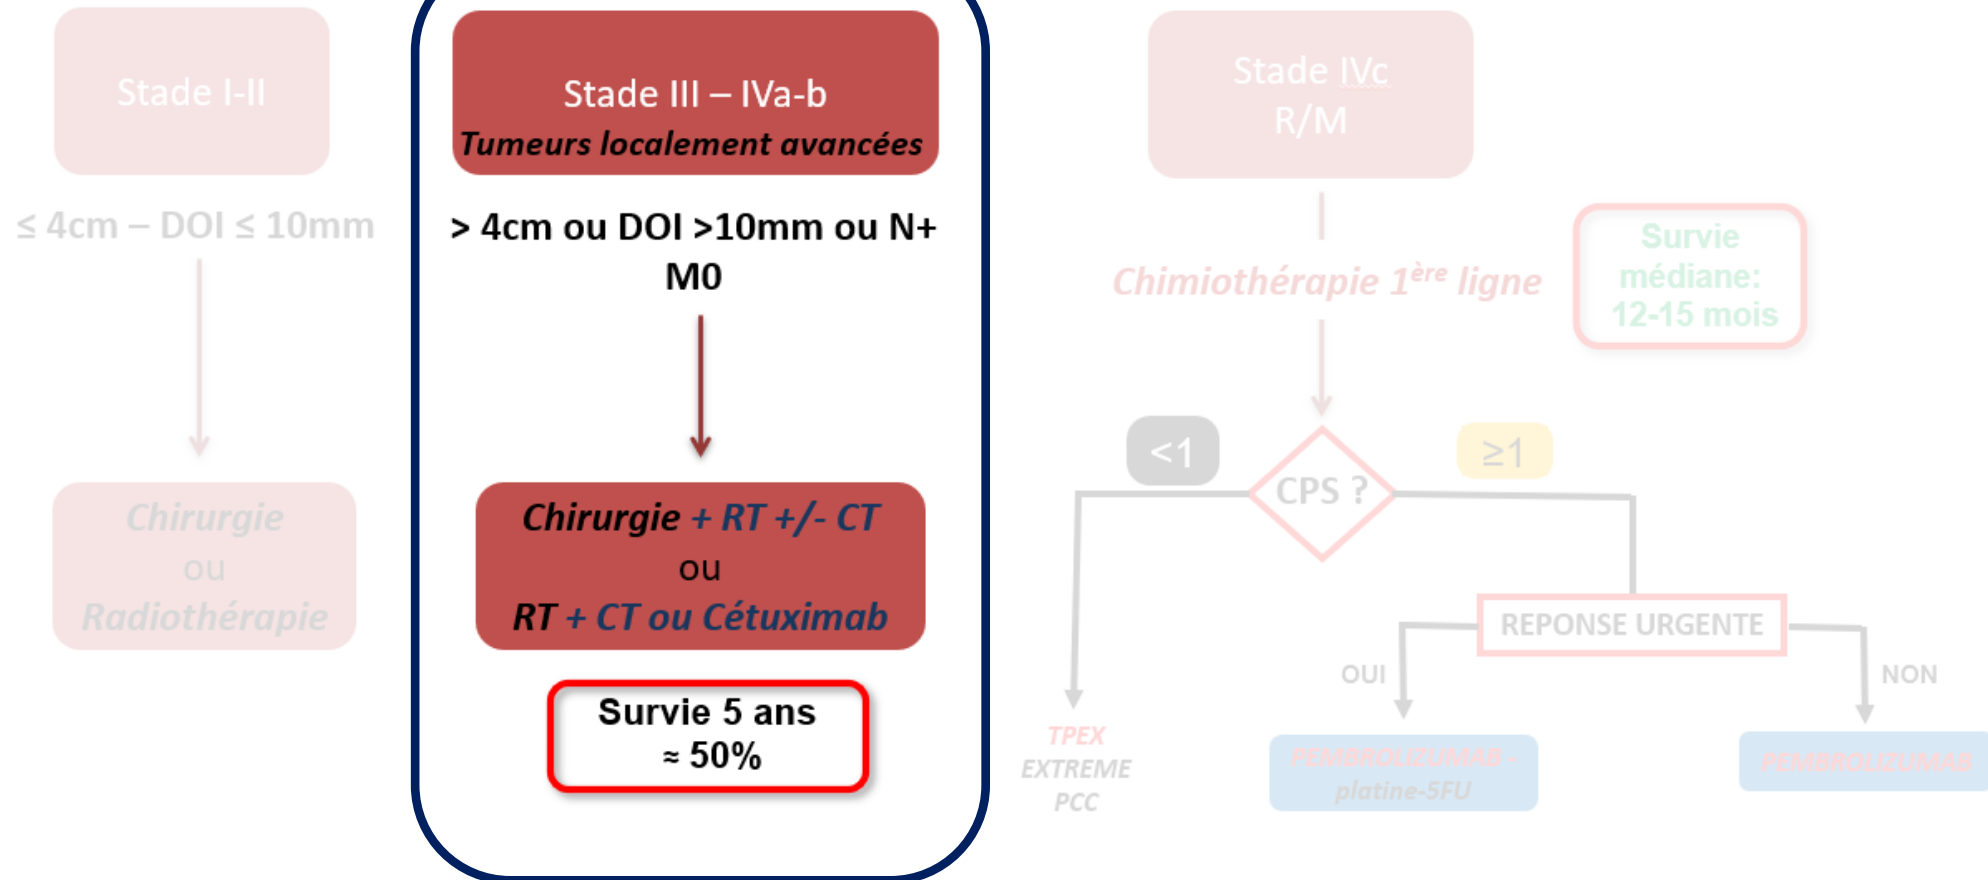 Stade I-II
≤ 4cm – DOI ≤ 10mm
Chirurgie
ou
Radiothérapie
Stade III – IVa-b
Tumeurs localement avancées
> 4cm ou DOI >10mm ou N+
M0
Chirurgie + RT +/- CT
ou
RT + CT ou Cétuximab
Survie 5 ans
≈ 50%
Stade IVc
R/M
Chimiothérapie 1ère ligne
Survie
médiane:
12-15 mois
<1
CPS ?
≥1
REPONSE URGENTE
OUI
NON
TPEX
EXTREME
PCC
PEMBROLIZUMAB -
platine-5FU
PEMBROLIZUMAB